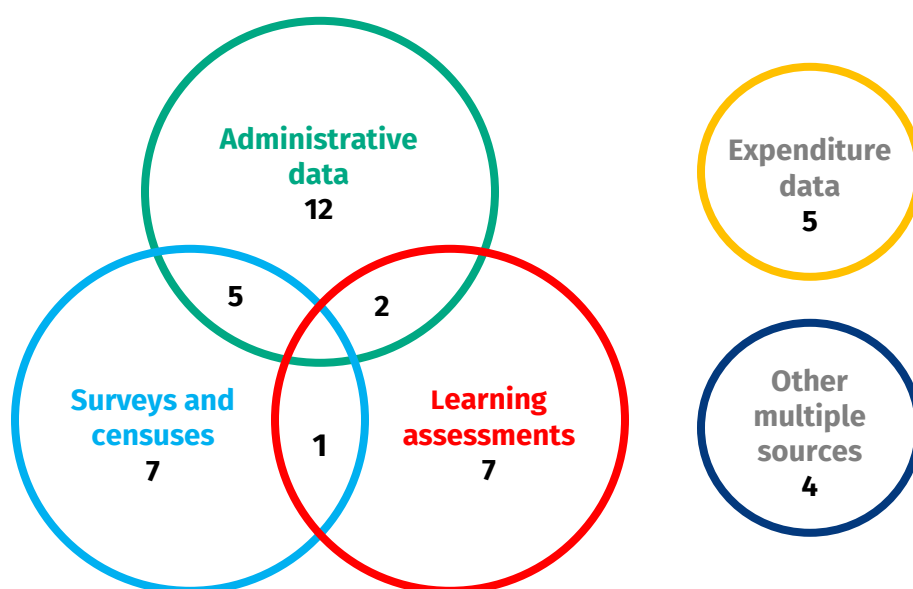 Administrative
data
12
5
2
Surveys and
censuses
7
1
Learning
assessments
7
Expenditure
data
5
Other
multiple
sources
4